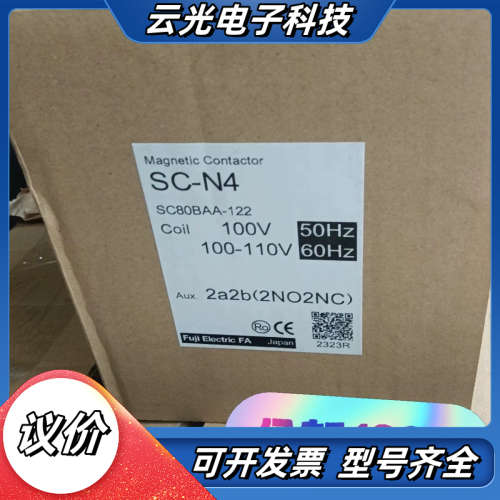 云光电子科技
Magnetic Contactor
SC-N4
SC80BAA-122
Coil 100V 50Hz
100-110V 60Hz
Aux. 2a2b(2NO2NC)
CE
Fuji Electric FA Japan
2323R
议价
可开发票 型号齐全